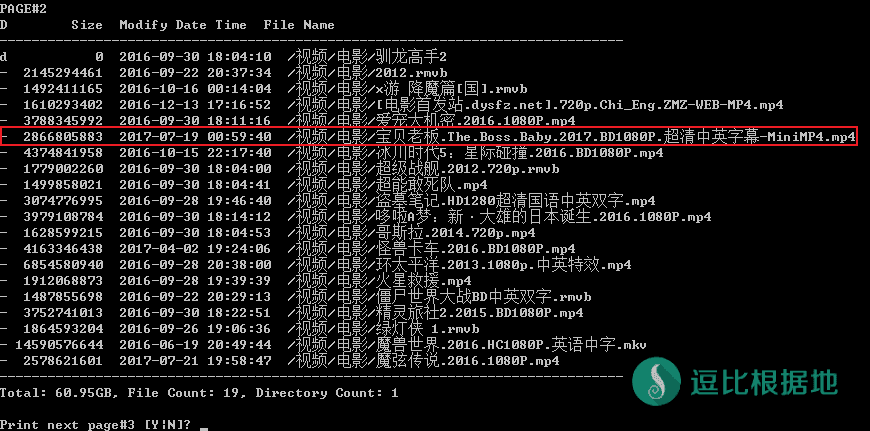 PAGE#2
D        Size  Modify Date Time  File Name
------------------------------------------------------------------------------
d           0  2016-09-30 18:04:10  /视频/电影/驯龙高手2
-  2145294461  2016-09-22 20:37:34  /视频/电影/2012.rmvb
-  1492411165  2016-10-16 00:14:04  /视频/电影/x游 降魔篇[国].rmvb
-  1610293402  2016-12-13 17:16:52  /视频/电影/[电影首发站.dysfz.net].720p.Chi_Eng.ZMZ-WEB-MP4.mp4
-  3788345992  2016-09-30 18:11:16  /视频/电影/爱宠大机密.2016.1080P.mp4
-  2866805883  2017-07-19 00:59:40  /视频/电影/宝贝老板.The.Boss.Baby.2017.BD1080P.超清中英字幕-MiniMP4.mp4
-  4374841958  2016-10-15 22:17:40  /视频/电影/冰川时代5：星际碰撞.2016.BD1080P.mp4
-  1779002260  2016-09-30 18:04:00  /视频/电影/超级战舰.2012.720p.rmvb
-  1499858021  2016-09-30 18:04:41  /视频/电影/超能敢死队.mp4
-  3074776995  2016-09-28 19:46:40  /视频/电影/盗墓笔记.HD1280超清国语中英双字.mp4
-  3979108784  2016-09-30 18:14:12  /视频/电影/哆啦A梦：新·大雄的日本诞生.2016.1080P.mp4
-  1628599215  2016-09-30 18:04:53  /视频/电影/哥斯拉.2014.720p.mp4
-  4163346438  2017-04-02 19:24:06  /视频/电影/怪兽卡车.2016.BD1080P.mp4
-  6854580940  2016-09-28 20:38:00  /视频/电影/环太平洋.2013.1080p.中英特效.mp4
-  1912068873  2016-09-28 19:39:39  /视频/电影/火星救援.mp4
-  1487855698  2016-09-22 20:29:13  /视频/电影/僵尸世界大战BD中英双字.rmvb
-  3752741013  2016-09-30 18:22:51  /视频/电影/精灵旅社2.2015.BD1080P.mp4
-  1864593204  2016-09-26 19:06:36  /视频/电影/绿灯侠 1.rmvb
- 14590576644  2016-06-19 20:49:44  /视频/电影/魔兽世界.2016.HC1080P.英语中字.mkv
-  2578621601  2017-07-21 19:58:47  /视频/电影/魔弦传说.2016.1080P.mp4
------------------------------------------------------------------------------
Total: 60.95GB, File Count: 19, Directory Count: 1
逗比根据地
Print next page#3 [Y|N]? _